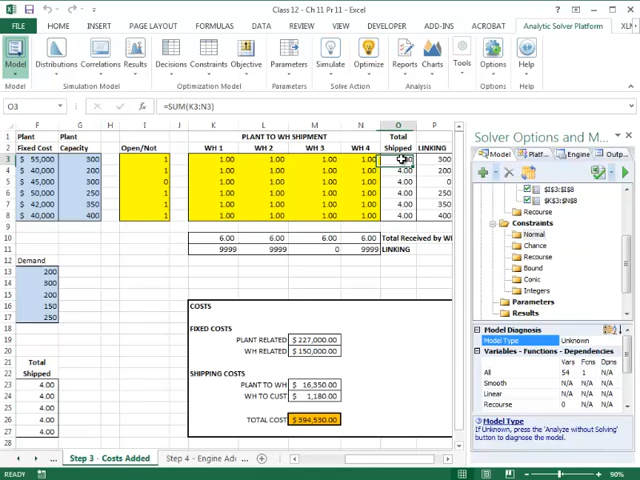 Class 12 - Ch 11 Pr 11 - Excel
FILE HOME INSERT PAGE LAYOUT FORMULAS DATA REVIEW VIEW DEVELOPER ADD-INS ACROBAT Analytic Solver Platform
Model Distributions Correlations Results Decisions Constraints Objective Parameters Simulate Optimize Tools Options Help
Model Simulation Model Optimization Model Parameters Solve Action Options Help
O3 =SUM(K3:N3)
F G H I J K L M N O P
1 Plant Plant PLANT TO WH SHIPMENT Total
2 Fixed Cost Capacity Open/Not WH 1 WH 2 WH 3 WH 4 Shipped LINKING
3 $ 55,000 300 1 1.00 1.00 1.00 1.00 300
4 $ 35,000 200 1 1.00 1.00 1.00 1.00 4.00 200
5 $ 45,000 300 0 1.00 1.00 1.00 1.00 4.00 0
6 $ 50,000 250 1 1.00 1.00 1.00 1.00 4.00 250
7 $ 42,000 350 1 1.00 1.00 1.00 1.00 4.00 350
8 $ 40,000 400 1 1.00 1.00 1.00 1.00 4.00 400
9
10 6.00 6.00 6.00 6.00 Total Received by WH
11 9999 9999 0 9999 LINKING
12 Demand
13 200
14 300
15 200 COSTS
16 150
17 250 FIXED COSTS
18
19 PLANT RELATED $ 227,000.00
20 WH RELATED $ 150,000.00
21 Total
22 Shipped SHIPPING COSTS
23 4.00 PLANT TO WH $ 16,350.00
24 4.00 WH TO CUST $ 1,180.00
25 4.00
26 4.00 TOTAL COST $ 394,530.00
27 4.00
28
Step 3 - Costs Added Step 4 - Engine Ad
READY 90%
Solver Options and M
Model Platf... Engine Outp...
$I$3:$I$8
$K$3:$N$8
Recourse
Constraints
Normal
Chance
Recourse
Bound
Conic
Integers
Parameters
Results
Model Diagnosis
Model Type Unknown
Variables - Functions - Dependencies
Vars Fcns Dpns
All 54 1 N/A
Smooth N/A N/A N/A
Linear N/A N/A N/A
Recourse 0 N/A N/A
Model Type
If Unknown, press the "Analyze without Solving" button to diagnose the model.